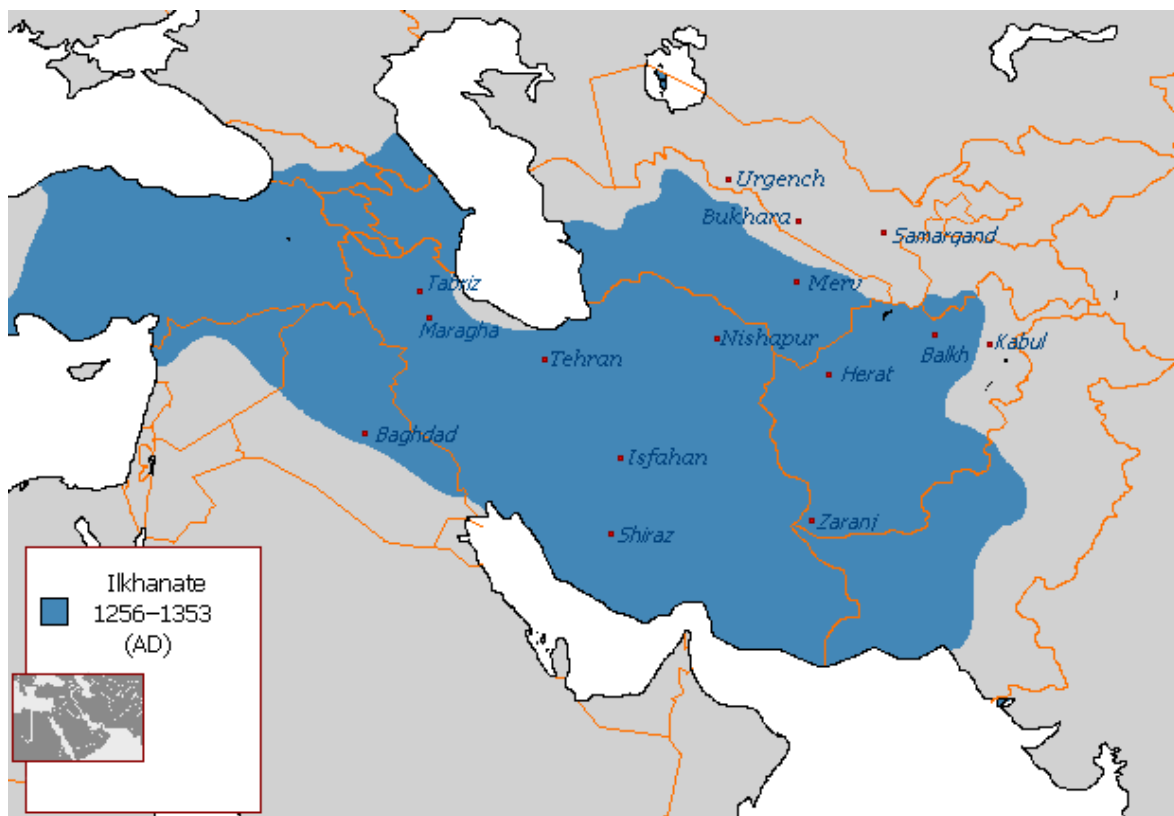 Urgench
Bukhara
Samarqand
Tabriz
Merv
Maragha
Nishapur
Tehran
Balkh
Kabul
Herat
Baghdad
Isfahan
Zaranj
Shiraz
Ilkhanate
1256–1353
(AD)